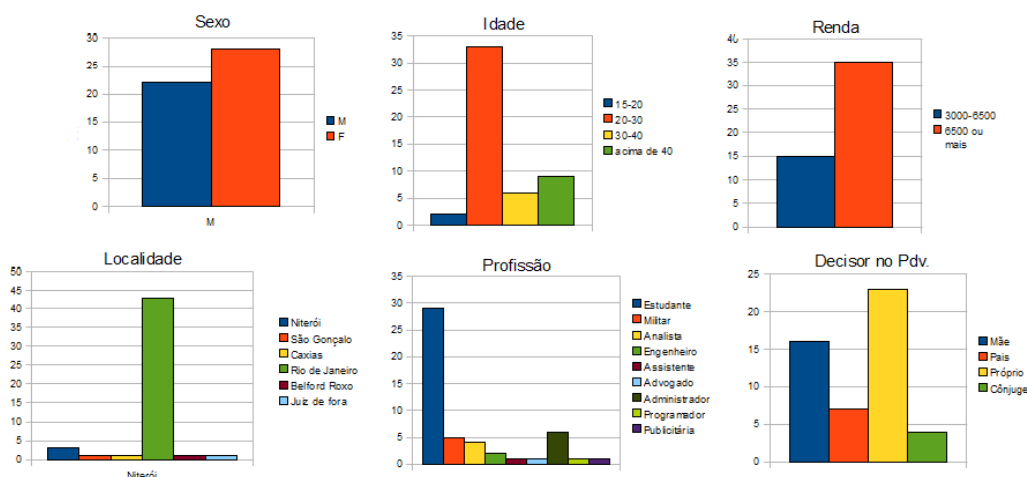 Sexo
30
25
20
15
10
5
0
M
M
F
Idade
35
30
25
20
15
10
5
0
15-20
20-30
30-40
acima de 40
Renda
40
35
30
25
20
15
10
5
0
3000-6500
6500 ou
mais
Localidade
50
45
40
35
30
25
20
15
10
5
0
Niterói
Niterói
São Gonçalo
Caxias
Rio de Janeiro
Belford Roxo
Juiz de fora
Profissão
35
30
25
20
15
10
5
0
Estudante
Militar
Analista
Engenheiro
Assistente
Advogado
Administrador
Programador
Publicitária
Decisor no Pdv.
25
20
15
10
5
0
Mãe
Pais
Próprio
Cônjuge